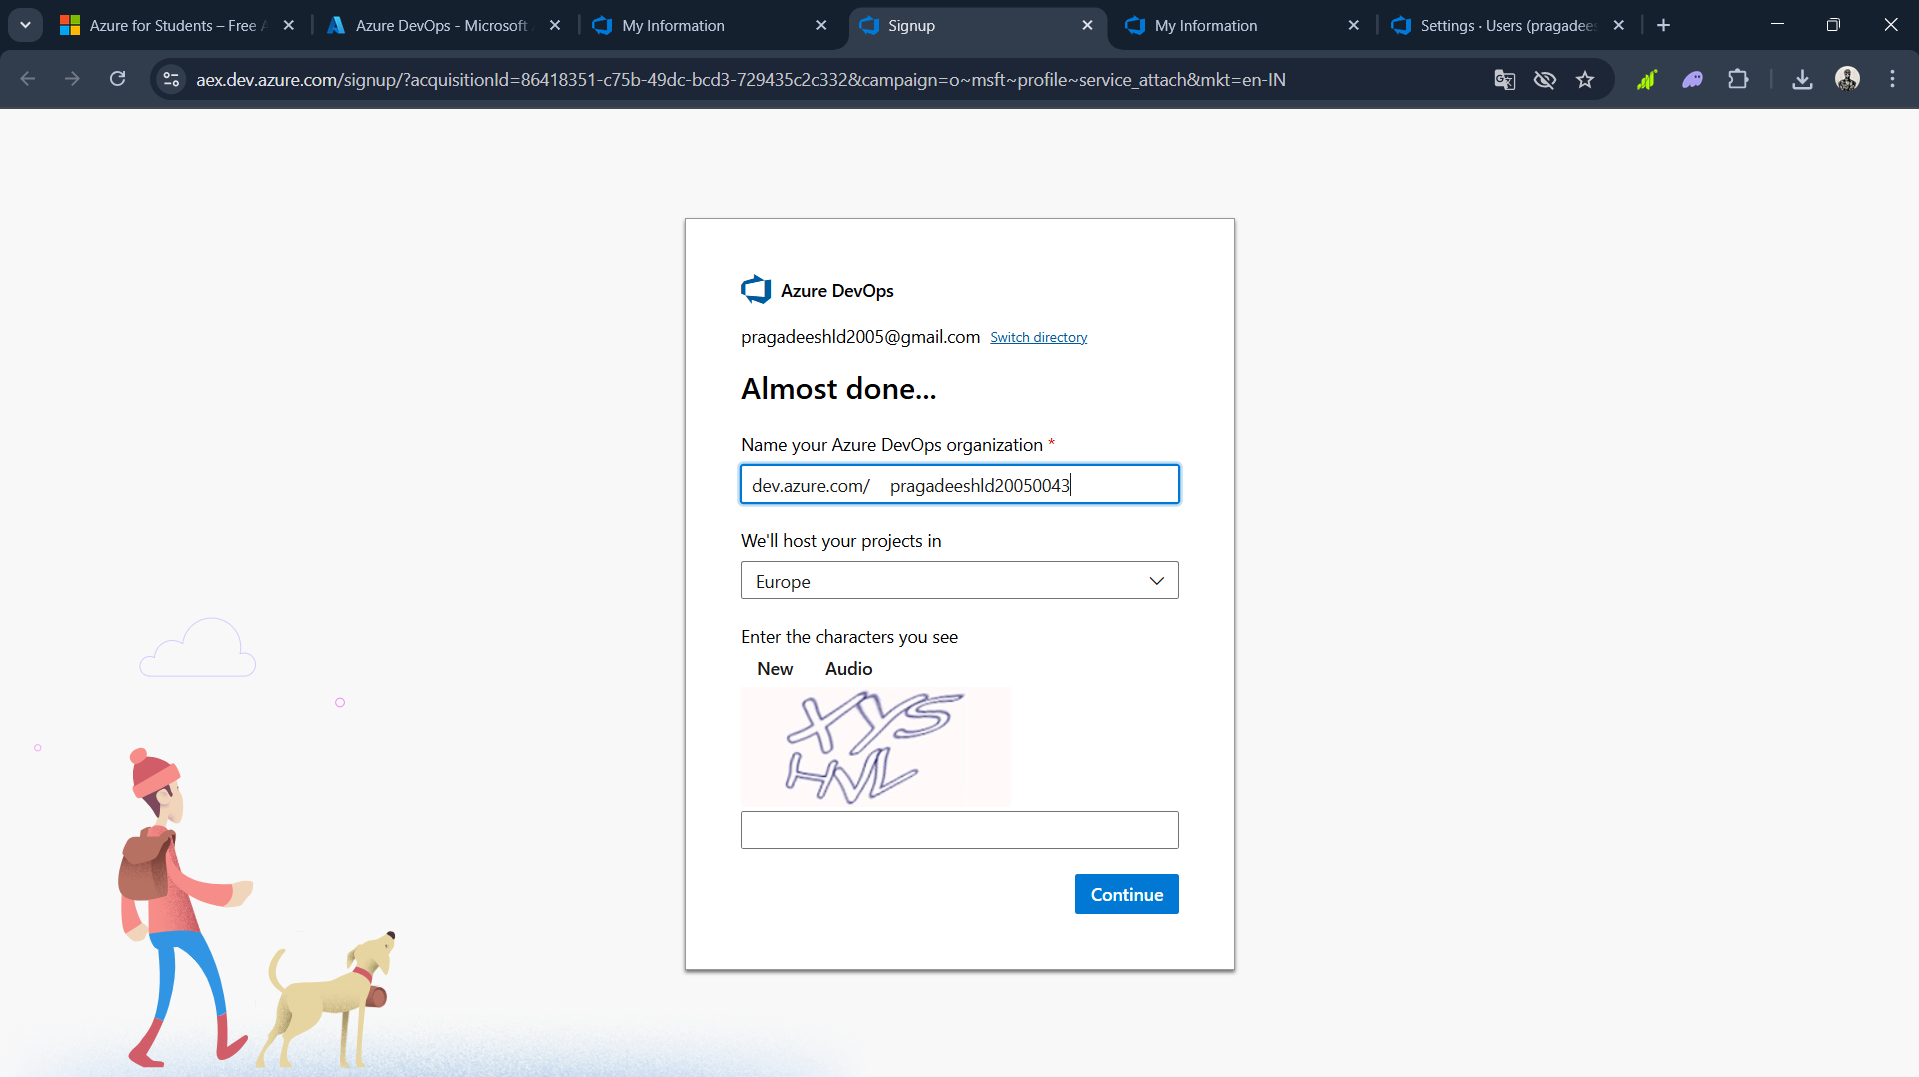 Azure for Students – Free A
Azure DevOps - Microsoft A
My Information
Signup
My Information
Settings · Users (pragadees
aex.dev.azure.com/signup/?acquisitionId=86418351-c75b-49dc-bcd3-729435c2c332&campaign=o~msft~profile~service_attach&mkt=en-IN
Azure DevOps
pragadeeshld2005@gmail.com Switch directory
Almost done...
Name your Azure DevOps organization *
dev.azure.com/ pragadeeshld20050043
We'll host your projects in
Europe
Enter the characters you see
New Audio
XYS
HVL
Continue